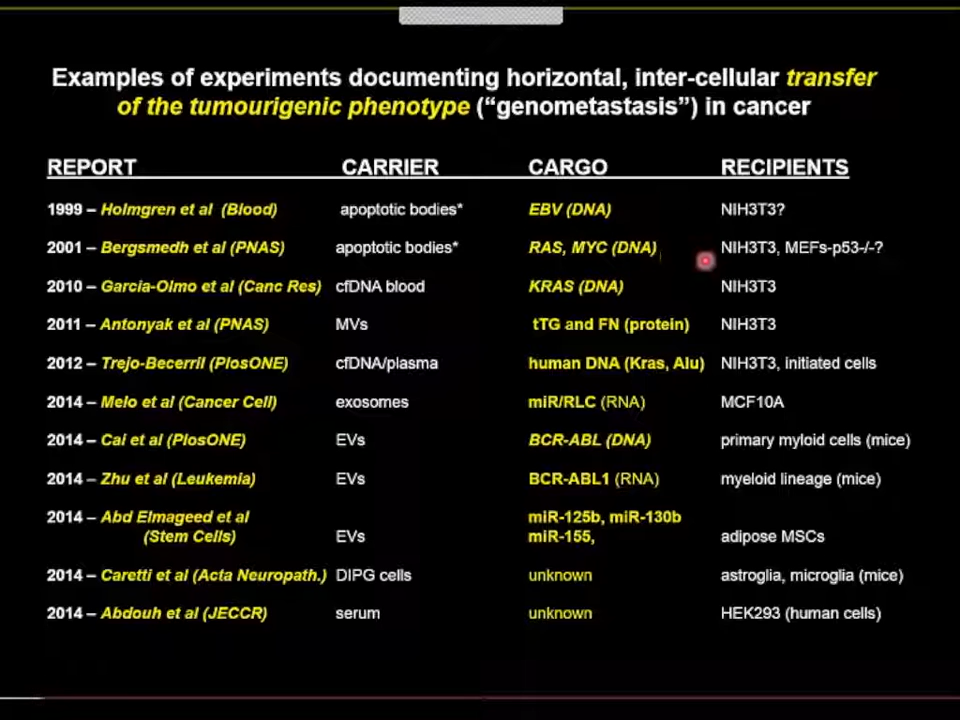 Examples of experiments documenting horizontal, inter-cellular transfer
of the tumourigenic phenotype (“genometastasis”) in cancer
REPORT CARRIER CARGO RECIPIENTS
1999 – Holmgren et al (Blood) apoptotic bodies* EBV (DNA) NIH3T3?
2001 – Bergsmedh et al (PNAS) apoptotic bodies* RAS, MYC (DNA) NIH3T3, MEFs-p53-/-?
2010 – Garcia-Olmo et al (Canc Res) cfDNA blood KRAS (DNA) NIH3T3
2011 – Antonyak et al (PNAS) MVs tTG and FN (protein) NIH3T3
2012 – Trejo-Becerril (PlosONE) cfDNA/plasma human DNA (Kras, Alu) NIH3T3, initiated cells
2014 – Melo et al (Cancer Cell) exosomes miR/RLC (RNA) MCF10A
2014 – Cai et al (PlosONE) EVs BCR-ABL (DNA) primary myloid cells (mice)
2014 – Zhu et al (Leukemia) EVs BCR-ABL1 (RNA) myeloid lineage (mice)
2014 – Abd Elmageed et al miR-125b, miR-130b
(Stem Cells) EVs miR-155, adipose MSCs
2014 – Caretti et al (Acta Neuropath.) DIPG cells unknown astroglia, microglia (mice)
2014 – Abdouh et al (JECCR) serum unknown HEK293 (human cells)